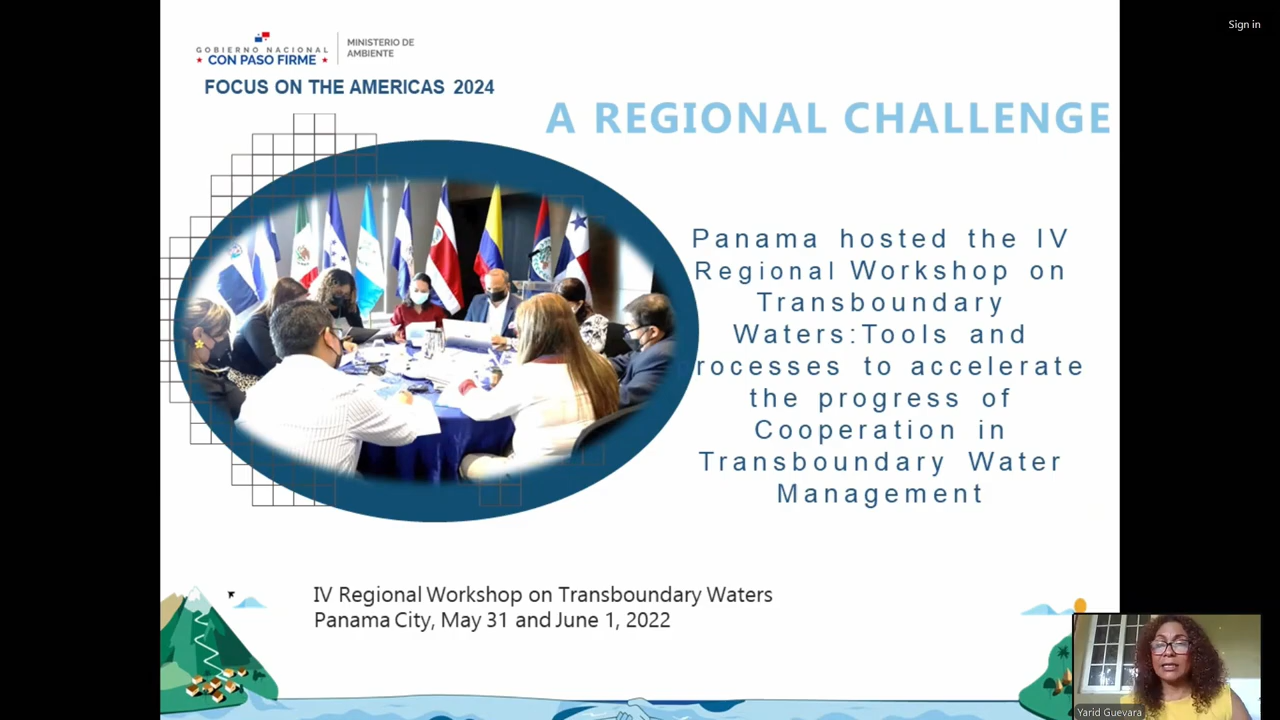 Sign in
GOBIERNO NACIONAL
CON PASO FIRME
MINISTERIO DE
AMBIENTE
FOCUS ON THE AMERICAS 2024
A REGIONAL CHALLENGE
Panama hosted the IV
Regional Workshop on
Transboundary
Waters:Tools and
rocesses to accelerate
the progress of
Cooperation in
Transboundary Water
Management
IV Regional Workshop on Transboundary Waters
Panama City, May 31 and June 1, 2022
Yarid Guevara